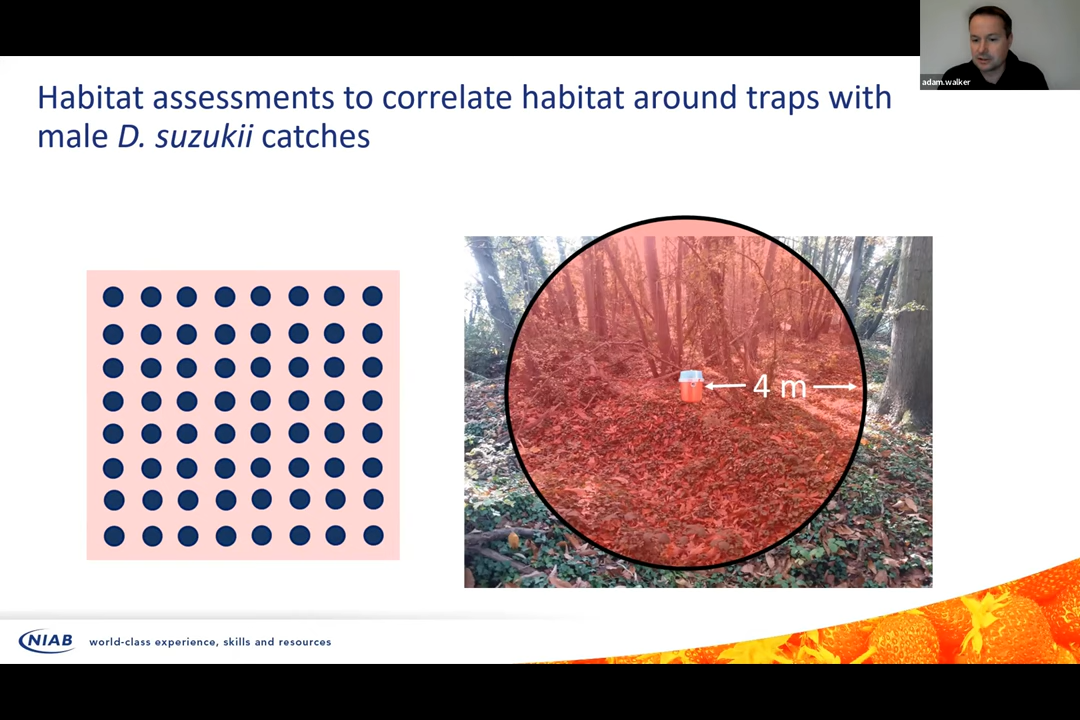 adam.walker
Habitat assessments to correlate habitat around traps with
male D. suzukii catches
4 m
NIAB
world-class experience, skills and resources